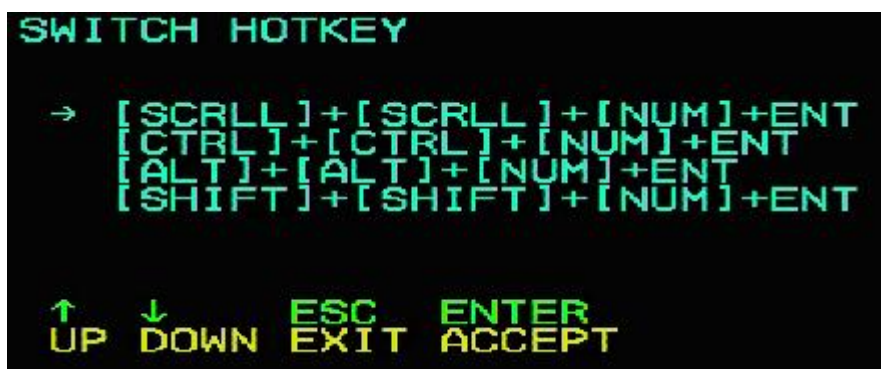 SWITCH HOTKEY
→ [SCRLL]+[SCRLL]+[NUM]+ENT
[CTRL]+[CTRL]+[NUM]+ENT
[ALT]+[ALT]+[NUM]+ENT
[SHIFT]+[SHIFT]+[NUM]+ENT
↑ ↓ ESC ENTER
UP DOWN EXIT ACCEPT